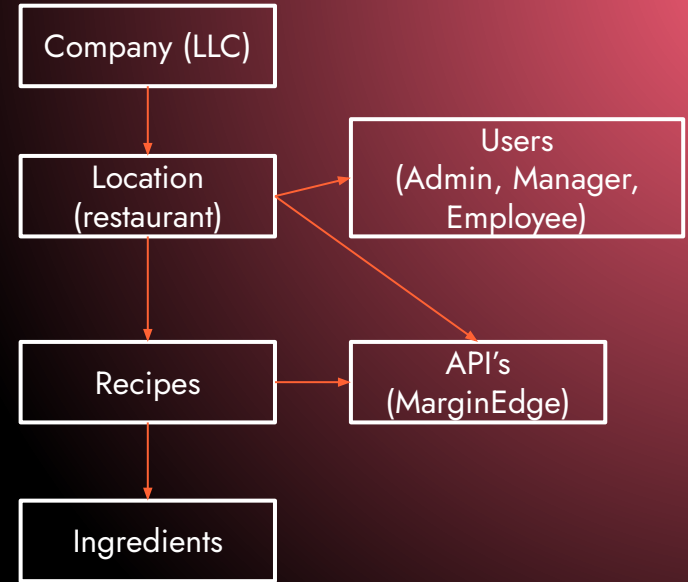 Company (LLC)
Location
(restaurant)
Users
(Admin, Manager,
Employee)
Recipes
API's
(MarginEdge)
Ingredients